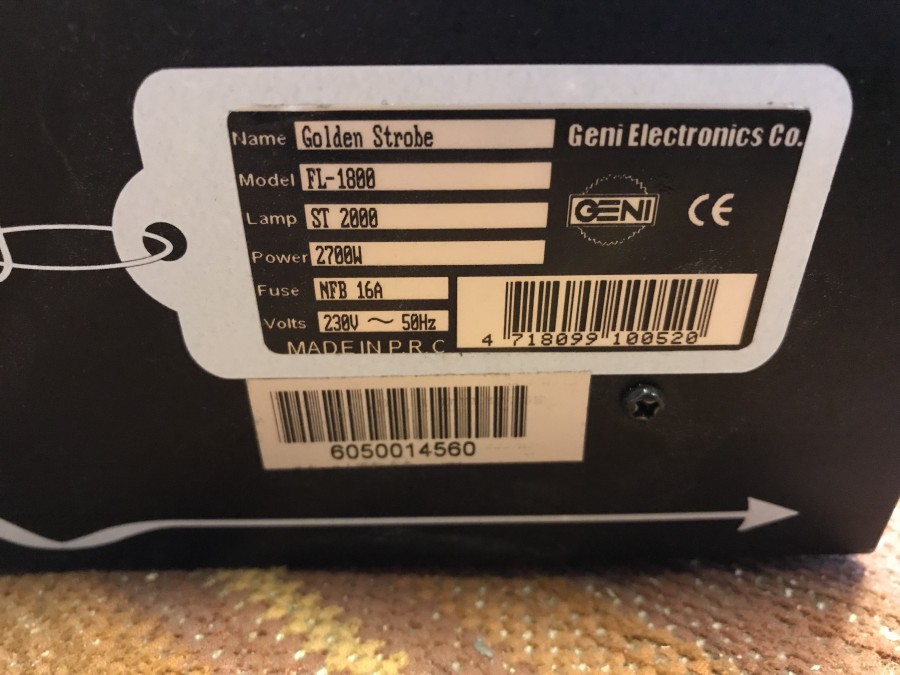 Name Golden Strobe
Geni Electronics Co.
Model FL-1800
Lamp ST 2000
GENI CE
Power 2700W
Fuse NFB 16A
Volts 230V ~ 50Hz
4 718099 100520
MADE IN P.R.C
6050014560